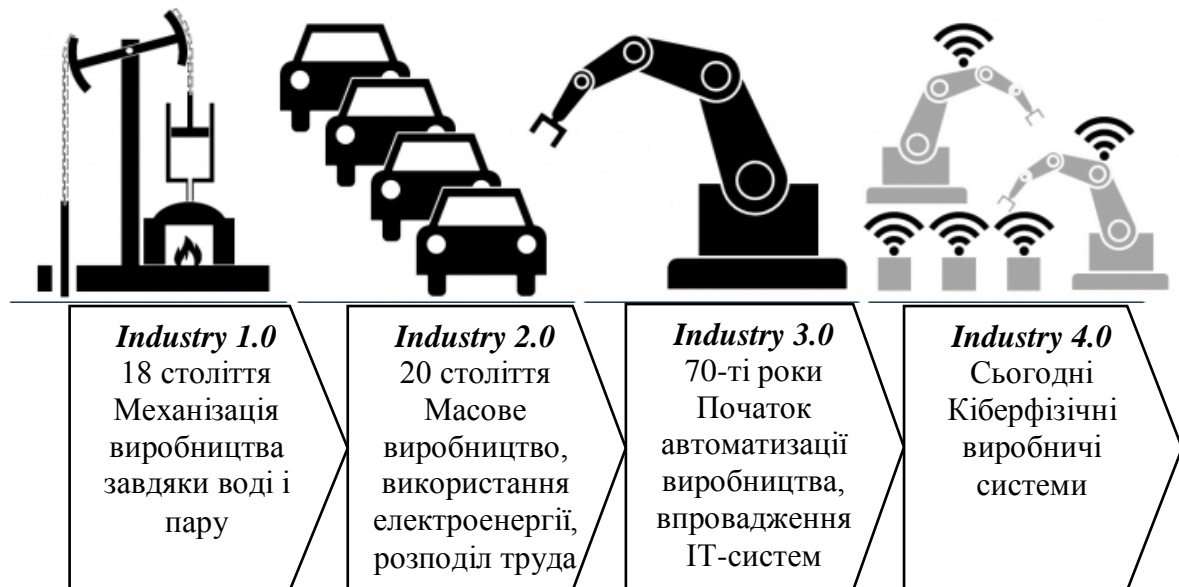 Industry 1.0
18 століття
Механізація
виробництва
завдяки воді і
пару
Industry 2.0
20 століття
Масове
виробництво,
використання
електроенергії,
розподіл труда
Industry 3.0
70-ті роки
Початок
автоматизації
виробництва,
впровадження
ІТ-систем
Industry 4.0
Сьогодні
Кіберфізичні
виробничі
системи